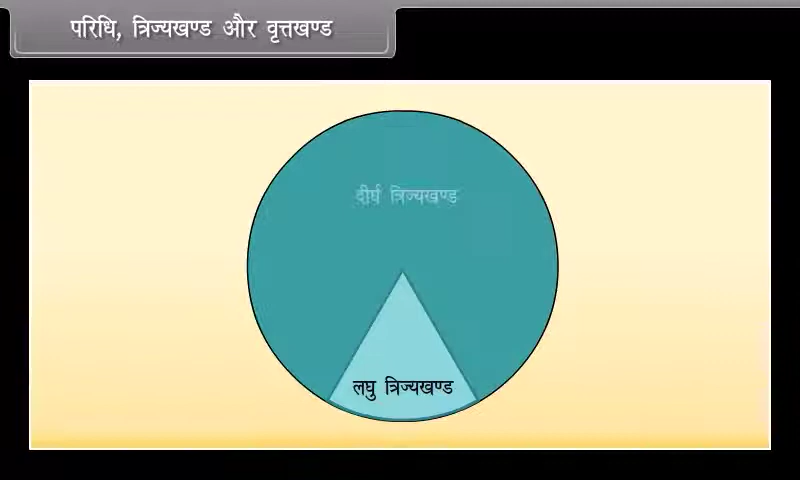 परिधि, त्रिज्यखण्ड और वृत्तखण्ड
दीर्घ त्रिज्यखण्ड
लघु त्रिज्यखण्ड